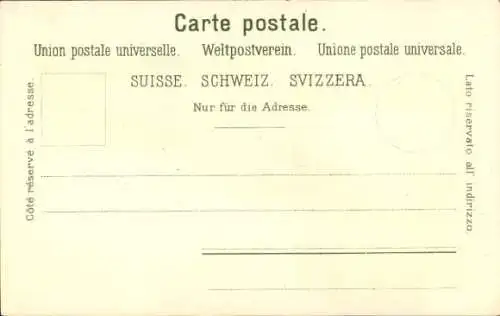 Carte postale.
Union postale universelle. Weltpostverein. Unione postale universale.
SUISSE. SCHWEIZ. SVIZZERA.
Nur für die Adresse.
Côté réservé à l'adresse.
Lato riservato all' indirizzo.